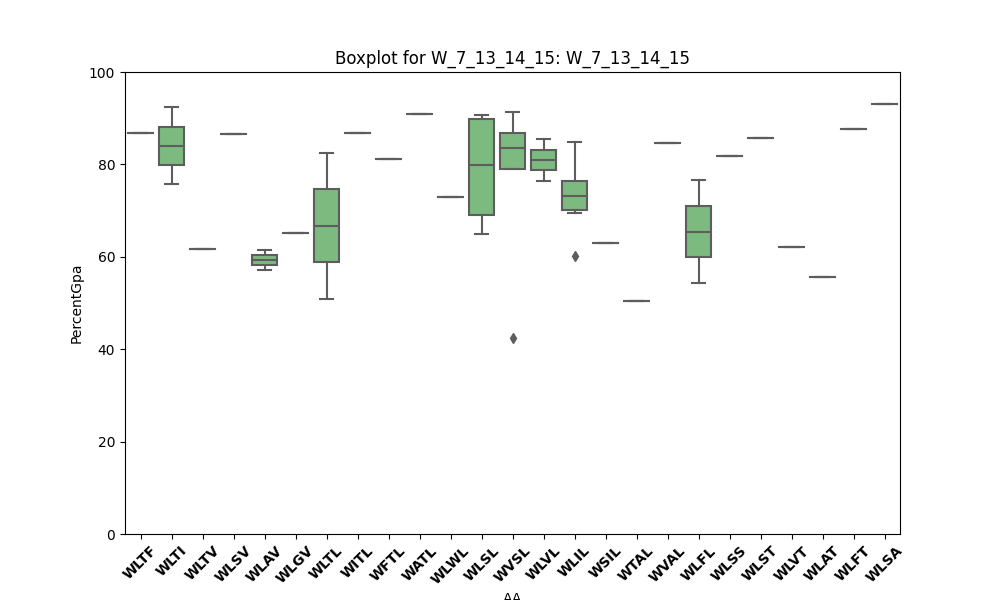 Boxplot for W_7_13_14_15: W_7_13_14_15
100
80
60
40
20
0
PercentGpa
WLTF WLTI WLTV WLSV WLAV WLGV WLTL WITL WFTL WATL WLWL WLSL WVSL WLVL WLIL WSIL WTAL WVAL WLFL WLSS WLST WLVT WLAT WLFT WLSA
AA